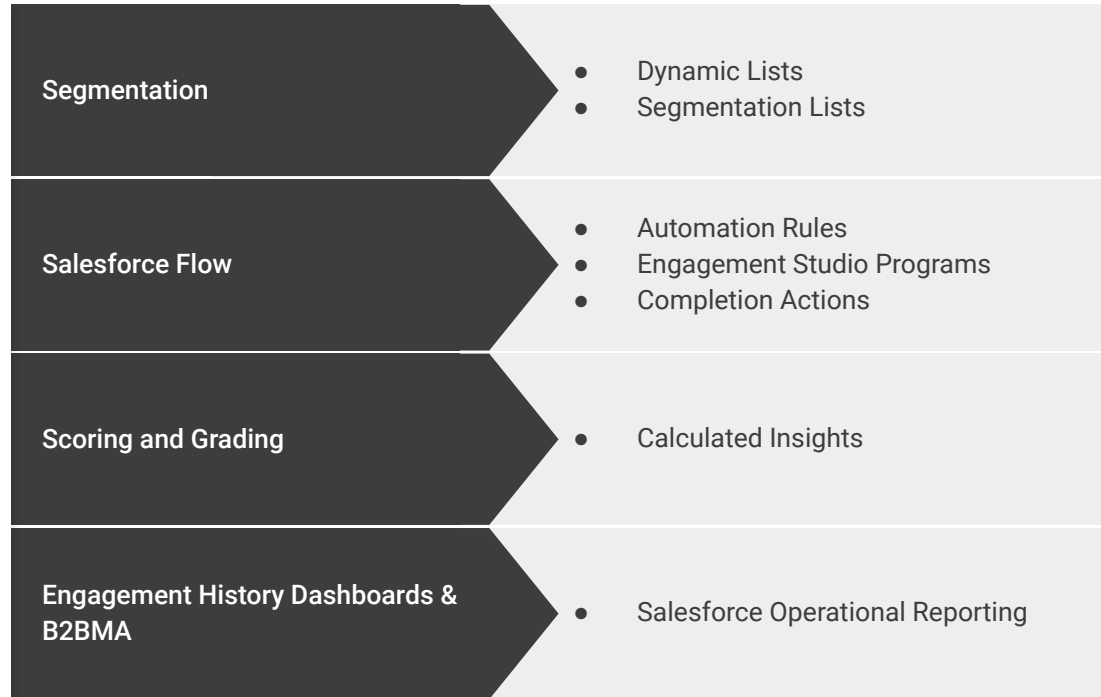 Segmentation
● Dynamic Lists
● Segmentation Lists
Salesforce Flow
● Automation Rules
● Engagement Studio Programs
● Completion Actions
Scoring and Grading
● Calculated Insights
Engagement History Dashboards &
B2BMA
● Salesforce Operational Reporting